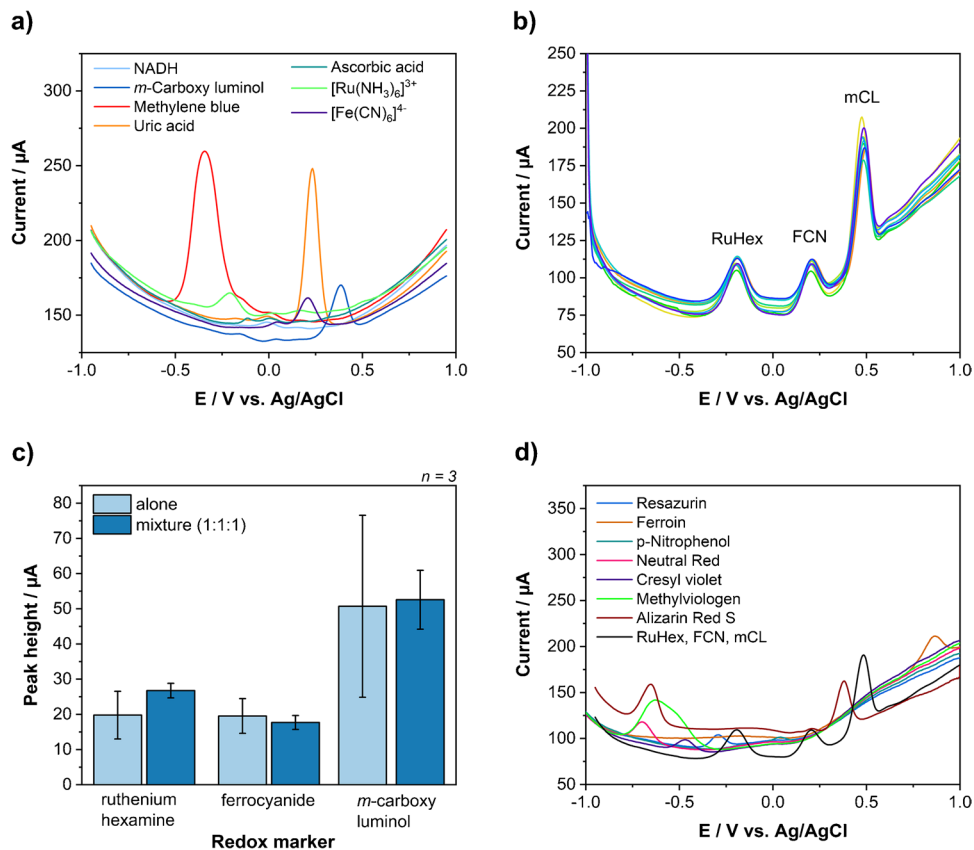 a)
NADH
m-Carboxy luminol
Methylene blue
Uric acid
Ascorbic acid
[Ru(NH₃)₆]³⁺
[Fe(CN)₆]⁴⁻
Current / µA
300
250
200
150
-1.0 -0.5 0.0 0.5 1.0
E / V vs. Ag/AgCl
b)
RuHex
FCN
mCL
Current / µA
250
225
200
175
150
125
100
75
50
-1.0 -0.5 0.0 0.5 1.0
E / V vs. Ag/AgCl
c)
n = 3
alone
mixture (1:1:1)
Peak height / µA
80
70
60
50
40
30
20
10
0
ruthenium
hexamine
ferrocyanide
m-carboxy
luminol
Redox marker
d)
Resazurin
Ferroin
p-Nitrophenol
Neutral Red
Cresyl violet
Methylviologen
Alizarin Red S
RuHex, FCN, mCL
Current / µA
350
300
250
200
150
100
50
-1.0 -0.5 0.0 0.5 1.0
E / V vs. Ag/AgCl